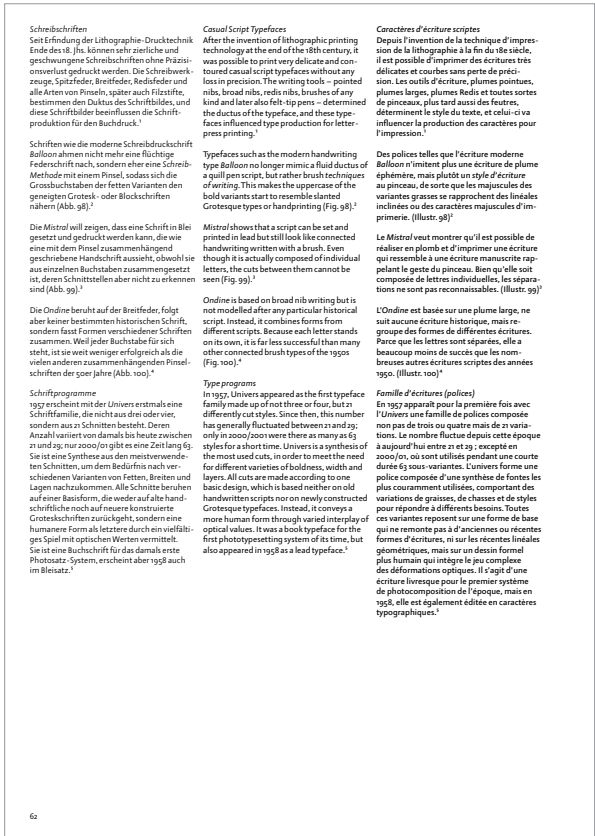 Schreibschriften
Seit Erfindung der Lithographie-Drucktechnik
Ende des 18. Jhs. können sehr zierliche und
geschwungene Schreibschriften ohne Präzisi-
onsverlust gedruckt werden. Die Schreibwerk-
zeuge, Spitzfeder, Breitfeder, Redisfeder und
alle Arten von Pinseln, später auch Filzstifte,
bestimmen den Duktus des Schriftbildes, und
diese Schriftbilder beeinflussen die Schrift-
produktion für den Buchdruck.¹
Schriften wie die moderne Schreibdruckschrift
Balloon ahmen nicht mehr eine flüchtige
Federschrift nach, sondern eher eine Schreib-
Methode mit einem Pinsel, sodass sich die
Grossbuchstaben der fetten Varianten den
geneigten Grotesk- oder Blockschriften
nähern (Abb. 98).²
Die Mistral will zeigen, dass eine Schrift in Blei
gesetzt und gedruckt werden kann, die wie
eine mit dem Pinsel zusammenhängend
geschriebene Handschrift aussieht, obwohl sie
aus einzelnen Buchstaben zusammengesetzt
ist, deren Schnittstellen aber nicht zu erkennen
sind (Abb. 99).³
Die Ondine beruht auf der Breitfeder, folgt
aber keiner bestimmten historischen Schrift,
sondern fasst Formen verschiedener Schriften
zusammen. Weil jeder Buchstabe für sich
steht, ist sie weit weniger erfolgreich als die
vielen anderen zusammenhängenden Pinsel-
schriften der 50er Jahre (Abb. 100).⁴
Schriftprogramme
1957 erscheint mit der Univers erstmals eine
Schriftfamilie, die nicht aus drei oder vier,
sondern aus 21 Schnitten besteht. Deren
Anzahl variiert von damals bis heute zwischen
21 und 29; nur 2000/01 gibt es eine Zeit lang 63.
Sie ist eine Synthese aus den meistverwende-
ten Schnitten, um dem Bedürfnis nach ver-
schiedenen Varianten von Fetten, Breiten und
Lagen nachzukommen. Alle Schnitte beruhen
auf einer Basisform, die weder auf alte hand-
schriftliche noch auf neuere konstruierte
Groteskschriften zurückgeht, sondern eine
humanere Form als letztere durch ein vielfälti-
ges Spiel mit optischen Werten vermittelt.
Sie ist eine Buchschrift für das damals erste
Photosatz-System, erscheint aber 1958 auch
im Bleisatz.⁵
Casual Script Typefaces
After the invention of lithographic printing
technology at the end of the 18th century, it
was possible to print very delicate and con-
toured casual script typefaces without any
loss in precision. The writing tools – pointed
nibs, broad nibs, redis nibs, brushes of any
kind and later also felt-tip pens – determined
the ductus of the typeface, and these type-
faces influenced type production for letter-
press printing.¹
Typefaces such as the modern handwriting
type Balloon no longer mimic a fluid ductus of
a quill pen script, but rather brush techniques
of writing. This makes the uppercase of the
bold variants start to resemble slanted
Grotesque types or handprinting (Fig. 98).²
Mistral shows that a script can be set and
printed in lead but still look like connected
handwriting written with a brush. Even
though it is actually composed of individual
letters, the cuts between them cannot be
seen (Fig. 99).³
Ondine is based on broad nib writing but is
not modelled after any particular historical
script. Instead, it combines forms from
different scripts. Because each letter stands
on its own, it is far less successful than many
other connected brush types of the 1950s
(Fig. 100).⁴
Type programs
In 1957, Univers appeared as the first typeface
family made up of not three or four, but 21
differently cut styles. Since then, this number
has generally fluctuated between 21 and 29;
only in 2000/2001 were there as many as 63
styles for a short time. Univers is a synthesis of
the most used cuts, in order to meet the need
for different varieties of boldness, width and
layers. All cuts are made according to one
basic design, which is based neither on old
handwritten scripts nor on newly constructed
Grotesque typefaces. Instead, it conveys a
more human form through varied interplay of
optical values. It was a book typeface for the
first photypesetting system of its time, but
also appeared in 1958 as a lead typeface.⁵
Caractères d'écriture scriptes
Depuis l'invention de la technique d'impres-
sion de la lithographie à la fin du 18e siècle,
il est possible d'imprimer des écritures très
délicates et courbes sans perte de préci-
sion. Les outils d'écriture, plumes pointues,
plumes larges, plumes Redis et toutes sortes
de pinceaux, plus tard aussi des feutres,
déterminent le style du texte, et celui-ci va
influencer la production des caractères pour
l'impression.¹
Des polices telles que l'écriture moderne
Balloon n'imitent plus une écriture de plume
éphémère, mais plutôt un style d'écriture
au pinceau, de sorte que les majuscules des
variantes grasses se rapprochent des linéales
inclinées ou des caractères majuscules d'im-
primerie. (Illustr. 98)²
Le Mistral veut montrer qu'il est possible de
réaliser en plomb et d'imprimer une écriture
qui ressemble à une écriture manuscrite rap-
pelant le geste du pinceau. Bien qu'elle soit
composée de lettres individuelles, les sépara-
tions ne sont pas reconnaissables. (Illustr. 99)³
L'Ondine est basée sur une plume large, ne
suit aucune écriture historique, mais re-
groupe des formes de différentes écritures.
Parce que les lettres sont séparées, elle a
beaucoup moins de succès que les nom-
breuses autres écritures scriptes des années
1950. (Illustr. 100)⁴
Famille d'écritures (polices)
En 1957 apparaît pour la première fois avec
l'Univers une famille de polices composée
non pas de trois ou quatre mais de 21 varia-
tions. Le nombre fluctue depuis cette époque
à aujourd'hui entre 21 et 29 ; excepté en
2000/01, où sont utilisés pendant une courte
durée 63 sous-variantes. L'univers forme une
police composée d'une synthèse de fontes les
plus couramment utilisées, comportant des
variations de graisses, de chasses et de styles
pour répondre à différents besoins. Toutes
ces variantes reposent sur une forme de base
qui ne remonte pas à d'anciennes ou récentes
formes d'écritures, ni sur les récentes linéales
géométriques, mais sur un dessin formel
plus humain qui intègre le jeu complexe
des déformations optiques. Il s'agit d'une
écriture livresque pour le premier système
de photocomposition de l'époque, mais en
1958, elle est également éditée en caractères
typographiques.⁵
62